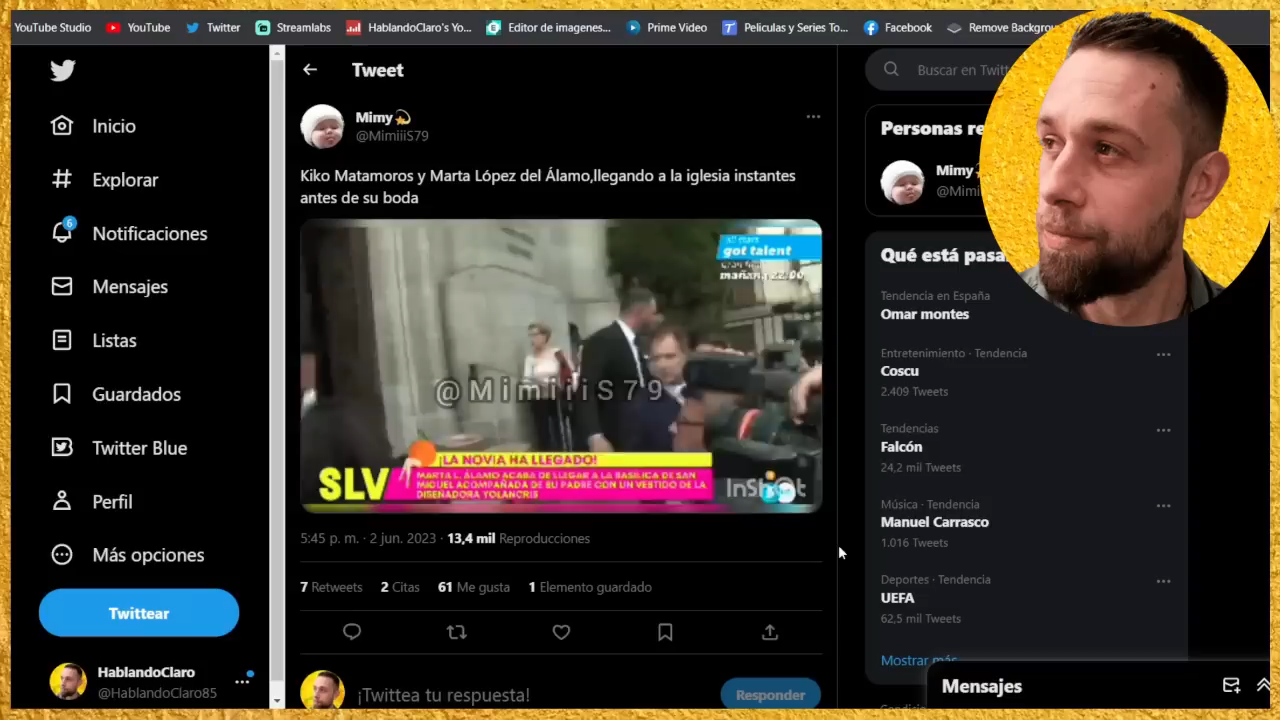 YouTube Studio YouTube Twitter Streamlabs HablandoClaro's Yo... Editor de imagenes... Prime Video Peliculas y Series To... Facebook Remove Backgro
Tweet
Buscar en Twitt
Inicio
Explorar
6
Notificaciones
Mensajes
Listas
Guardados
Twitter Blue
Perfil
Más opciones
Twittear
HablandoClaro
@HablandoClaro85
Mimy
@MimiiiS79
Kiko Matamoros y Marta López del Álamo,llegando a la iglesia instantes
antes de su boda
got talent
mañana, 22:00
@MimiiiS79
¡LA NOVIA HA LLEGADO!
SLV
MARTA L. ÁLAMO ACABA DE LLEGAR A LA BASÍLICA DE SAN
MIGUEL ACOMPAÑADA DE SU PADRE CON UN VESTIDO DE LA
DISEÑADORA YOLANCRIS
InShOt
5:45 p. m. · 2 jun. 2023 · 13,4 mil Reproducciones
7 Retweets 2 Citas 61 Me gusta 1 Elemento guardado
¡Twittea tu respuesta!
Responder
Personas re
Mimy
@Mimi
Qué está pasa
Tendencia en España
Omar montes
Entretenimiento · Tendencia
Coscu
2.409 Tweets
Tendencias
Falcón
24,2 mil Tweets
Música · Tendencia
Manuel Carrasco
1.016 Tweets
Deportes · Tendencia
UEFA
62,5 mil Tweets
Mostrar más
Mensajes